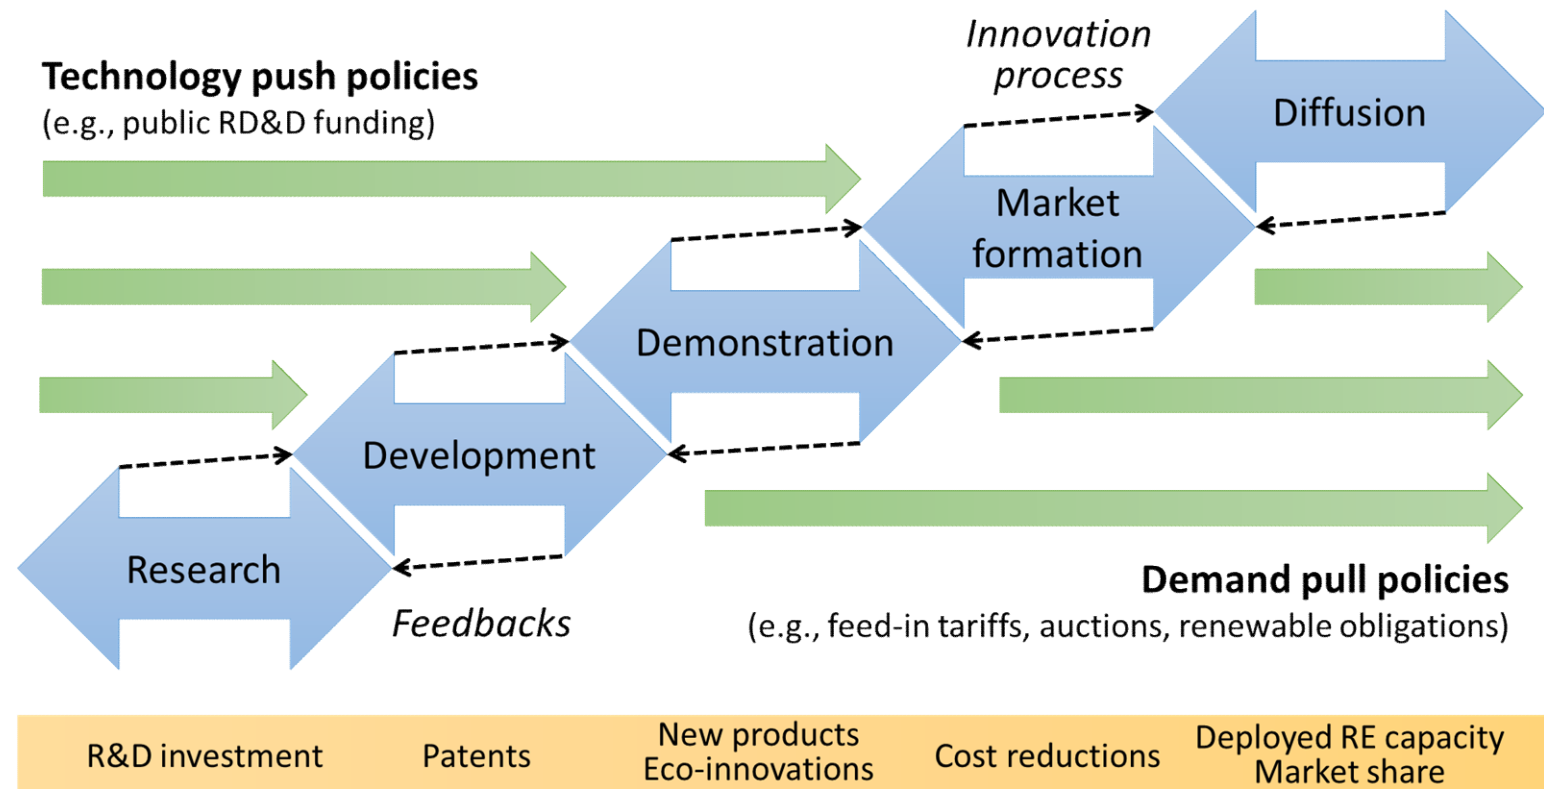 Innovation
process
Technology push policies
(e.g., public RD&D funding)
Diffusion
Market
formation
Demonstration
Development
Research
Feedbacks
Demand pull policies
(e.g., feed-in tariffs, auctions, renewable obligations)
R&D investment
Patents
New products
Eco-innovations
Cost reductions
Deployed RE capacity
Market share